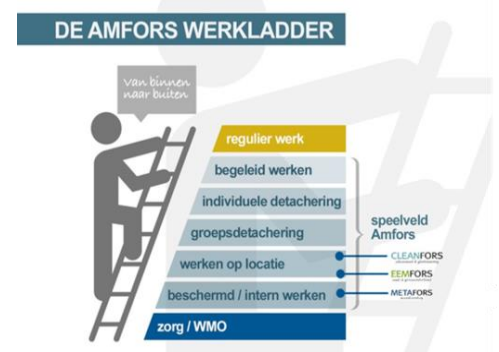 DE AMFORS WERKLADDER
van binnen
naar buiten
regulier werk
begeleid werken
individuele detachering
groepsdetachering
werken op locatie
beschermd / intern werken
zorg / WMO
speelveld
Amfors
CLEANFORS
EEMFORS
METAFORS